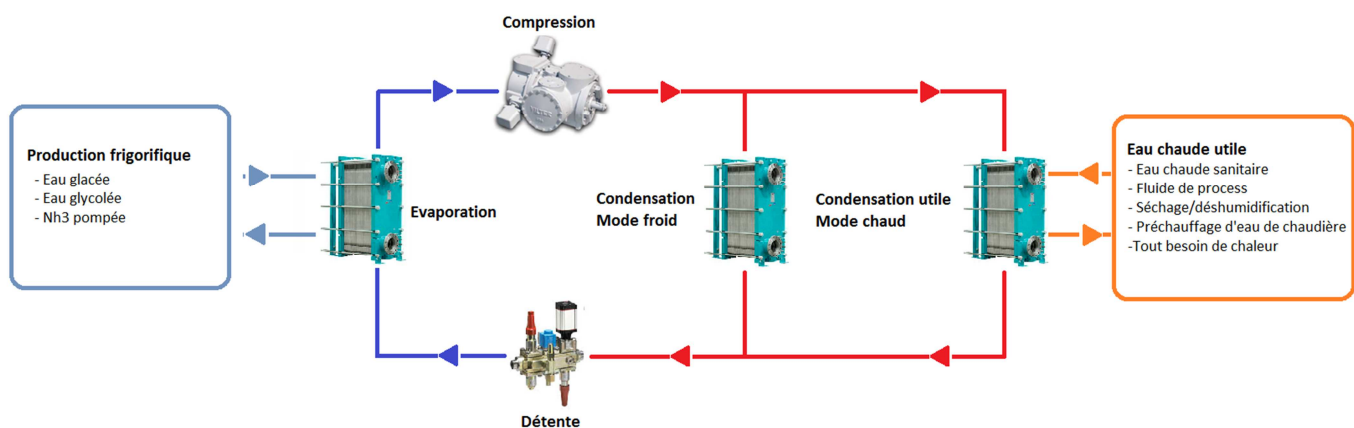 Compression
Production frigorifique
- Eau glacée
- Eau glycolée
- Nh3 pompée
Evaporation
Condensation
Mode froid
Condensation utile
Mode chaud
Eau chaude utile
- Eau chaude sanitaire
- Fluide de process
- Séchage/déshumidification
- Préchauffage d'eau de chaudière
-Tout besoin de chaleur
Détente